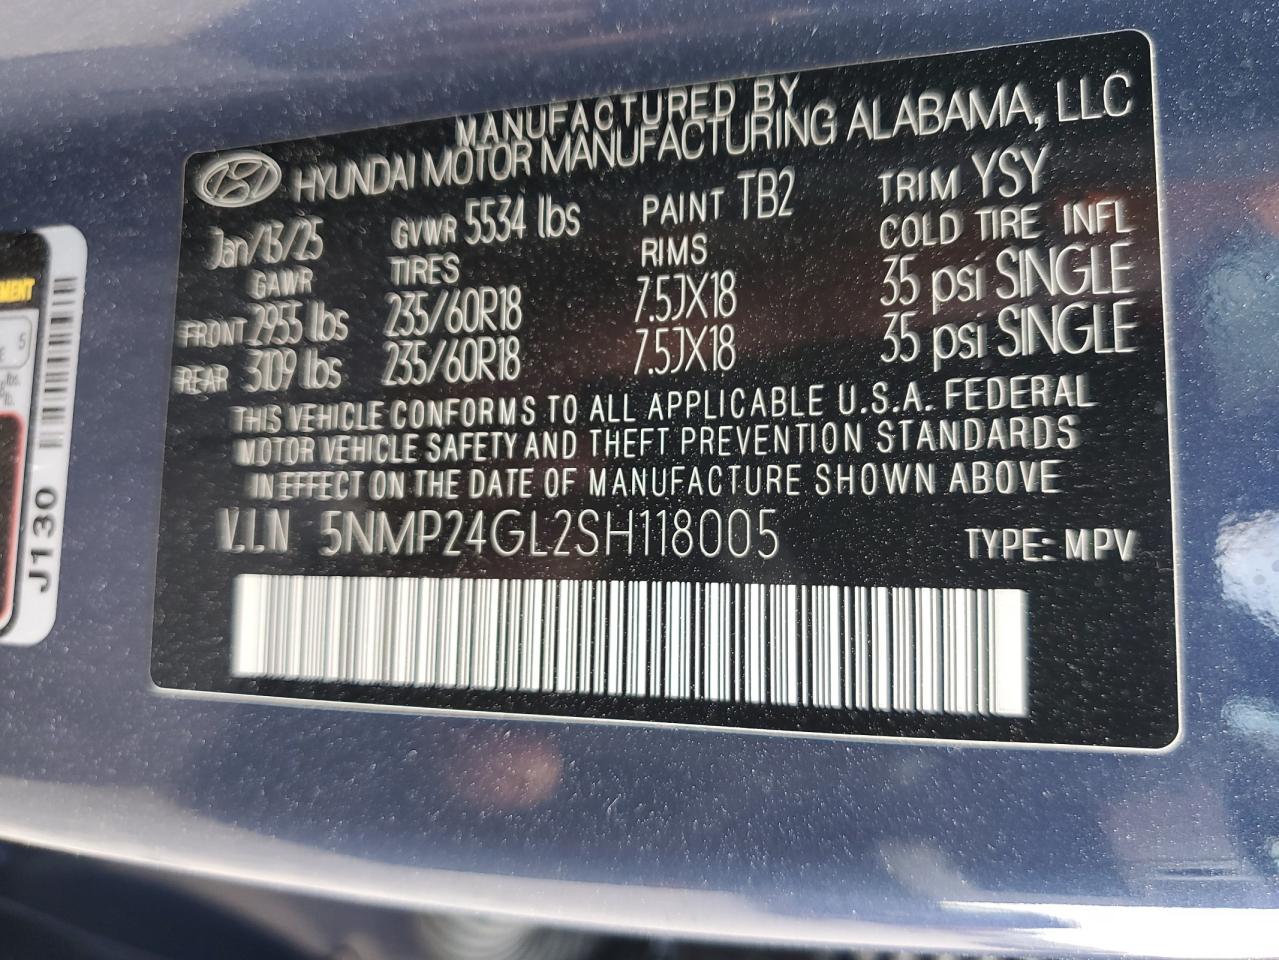 MANUFACTURED BY
HYUNDAI MOTOR MANUFACTURING ALABAMA, LLC
Jan/13/25 GVWR 5534 lbs PAINT TB2 TRIM YSY
GAWR TIRES RIMS COLD TIRE INFL
FRONT 2955 lbs 235/60R18 7.5JX18 35 psi SINGLE
REAR 3109 lbs 235/60R18 7.5JX18 35 psi SINGLE
THIS VEHICLE CONFORMS TO ALL APPLICABLE U.S.A. FEDERAL
MOTOR VEHICLE SAFETY AND THEFT PREVENTION STANDARDS
IN EFFECT ON THE DATE OF MANUFACTURE SHOWN ABOVE
V.I.N 5NMP24GL2SH118005 TYPE: MPV
J130
5